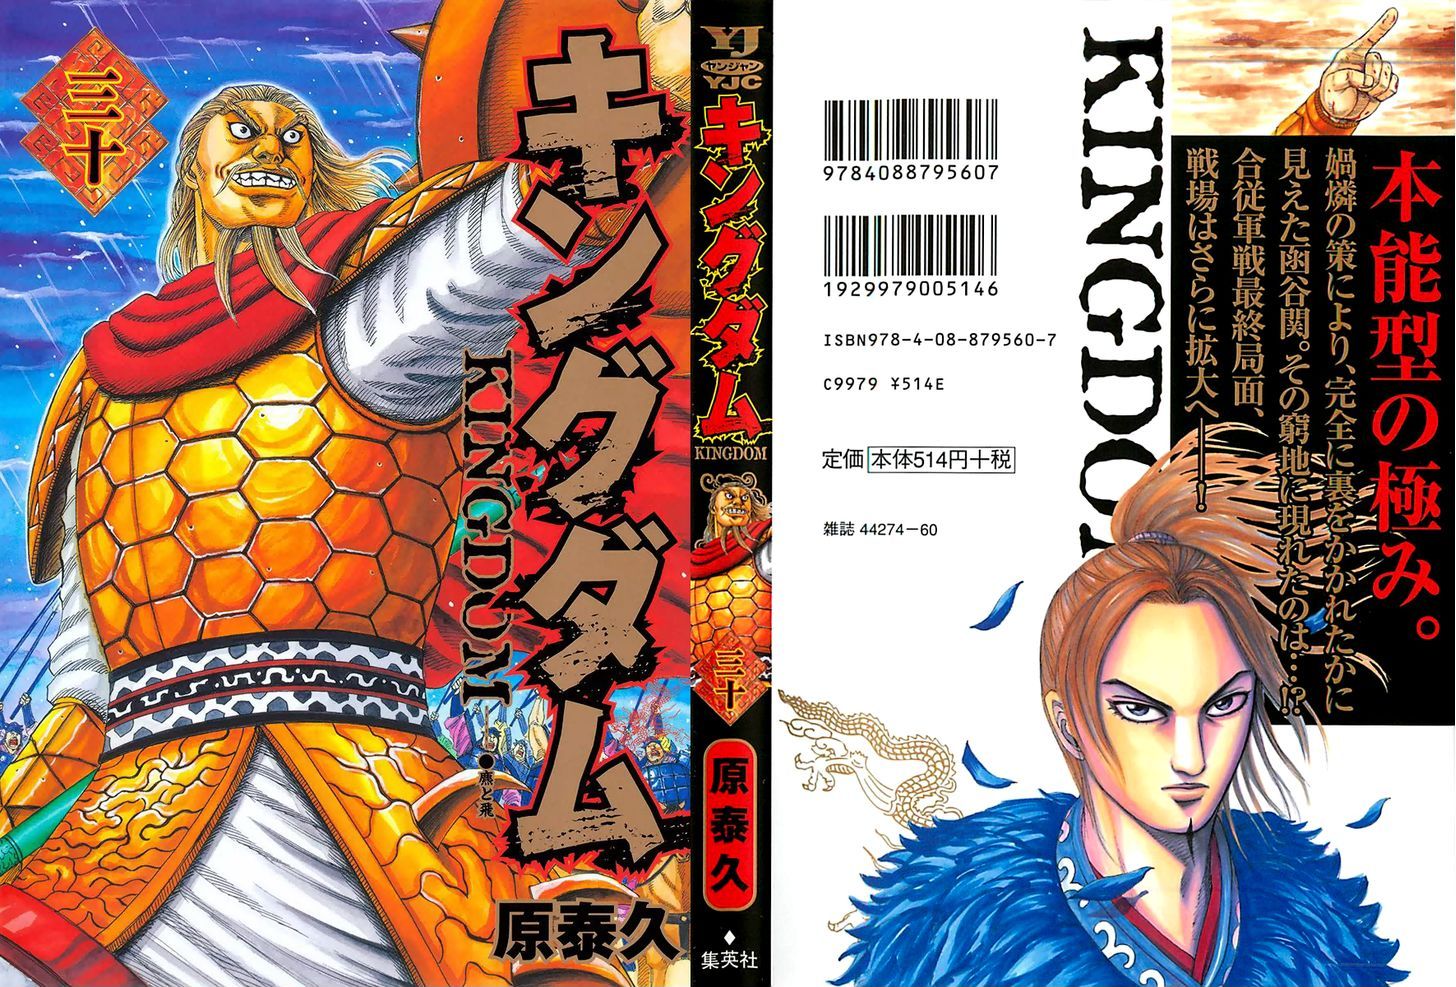 三十
キングダム
KINGDOM
●麃と飛
原泰久
YJ
ヤンジャン
YJC
キングダム
KINGDOM
三十
原泰久
集英社
9784088795607
1929979005146
ISBN978-4-08-879560-7
C9979 ¥514E
定価 本体514円+税
雑誌 44274-60
KINGDOM
本能型の極み。
媧燐の策により、完全に裏をかかれたかに
見えた函谷関。その窮地に現れたのは…!?
合従軍戦最終局面、
戦場はさらに拡大へ――!